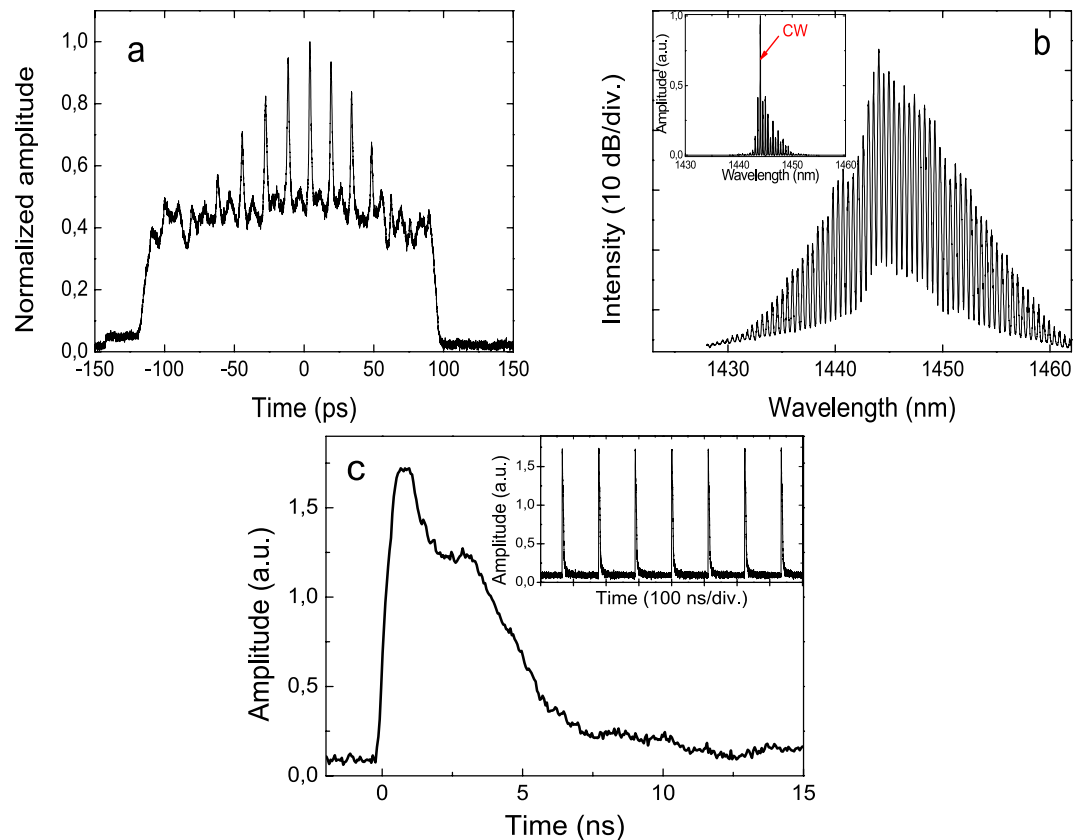 a
1,0
0,8
0,6
0,4
0,2
0,0
Normalized amplitude
-150 -100 -50 0 50 100 150
Time (ps)
b
Intensity (10 dB/div.)
1430 1440 1450 1460
Wavelength (nm)
1,0
0,5
0,0
Amplitude (a.u.)
CW
1430 1440 1450 1460
Wavelength (nm)
c
1,5
1,0
0,5
0,0
Amplitude (a.u.)
0 5 10 15
Time (ns)
1,5
1,0
0,5
0,0
Amplitude (a.u.)
Time (100 ns/div.)